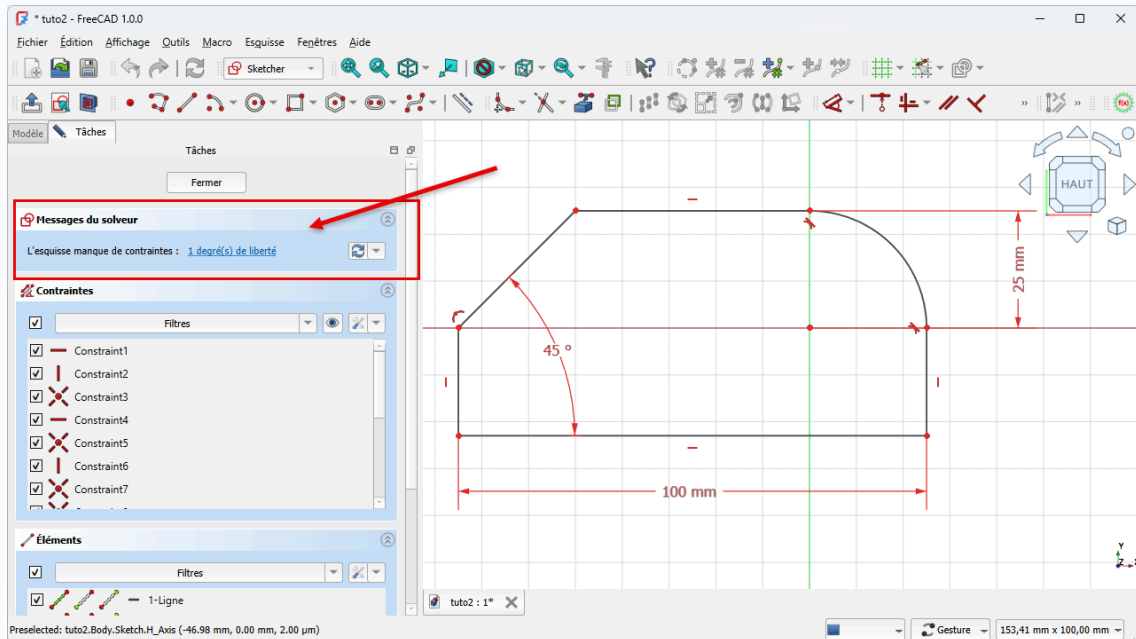 * tuto2 - FreeCAD 1.0.0
Fichier Édition Affichage Outils Macro Esquisse Fenêtres Aide
Sketcher
f(x)
Modèle Tâches
Tâches
Fermer
Messages du solveur
L'esquisse manque de contraintes : 1 degré(s) de liberté
Contraintes
Filtres
Constraint1
Constraint2
Constraint3
Constraint4
Constraint5
Constraint6
Constraint7
Éléments
Filtres
1-Ligne
HAUT
25 mm
45 °
100 mm
Y
Z
tuto2 : 1*
Preselected: tuto2.Body.Sketch.H_Axis (-46.98 mm, 0.00 mm, 2.00 µm)
Gesture
153,41 mm x 100,00 mm